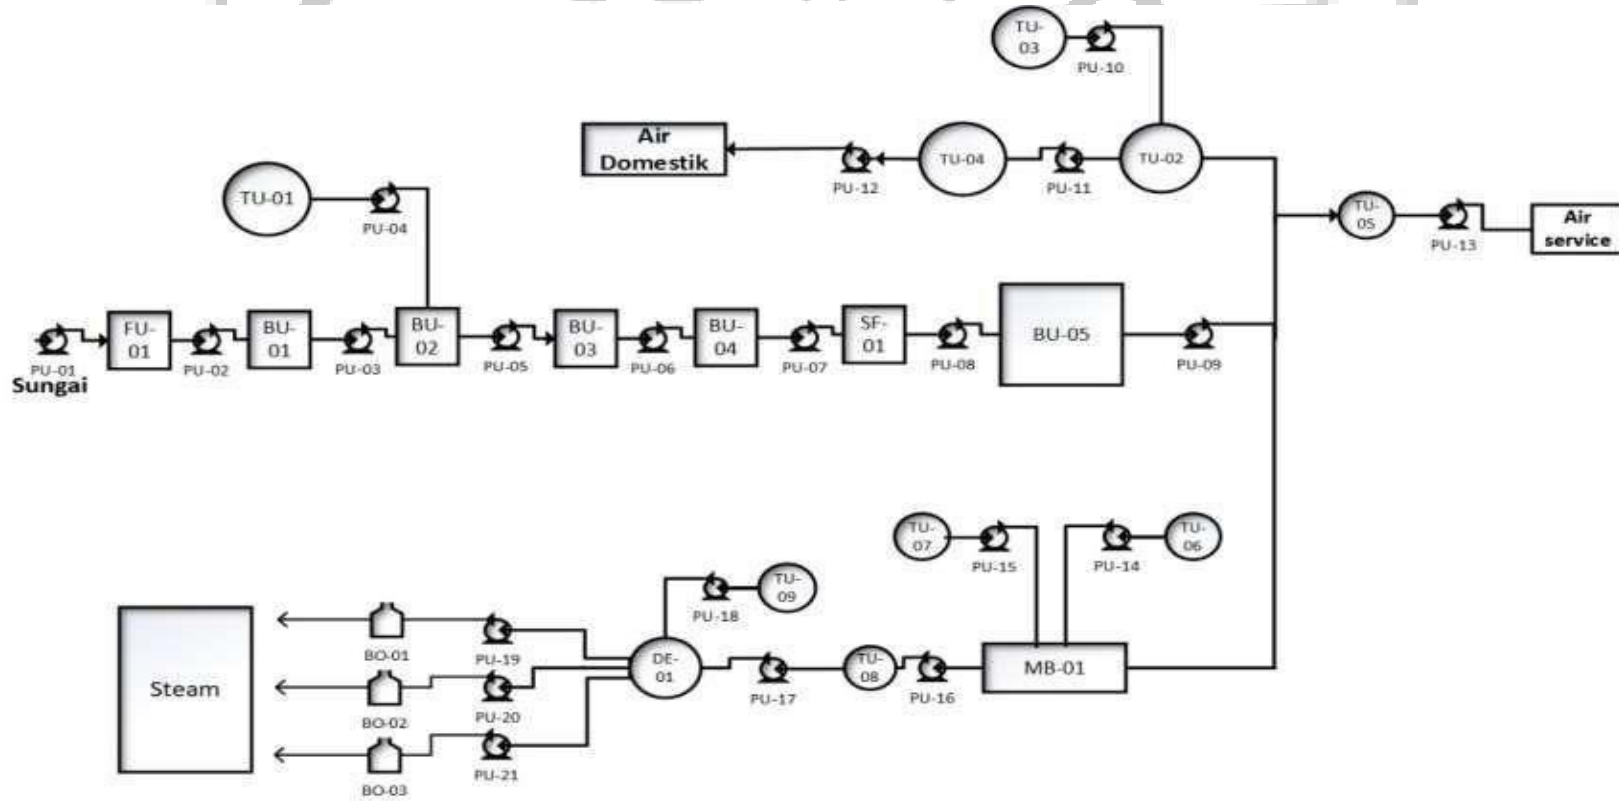 TU-
03
PU-10
Air
Domestik
PU-12
TU-04
PU-11
TU-02
TU-01
PU-04
TU-
05
PU-13
Air
service
PU-01
Sungai
FU-
01
PU-02
BU-
01
PU-03
BU-
02
PU-05
BU-
03
PU-06
BU-
04
PU-07
SF-
01
PU-08
BU-05
PU-09
TU-
07
PU-15
PU-14
TU-
06
PU-18
TU-
09
Steam
BO-01
PU-19
BO-02
PU-20
BO-03
PU-21
DE-
01
PU-17
TU-
08
PU-16
MB-01